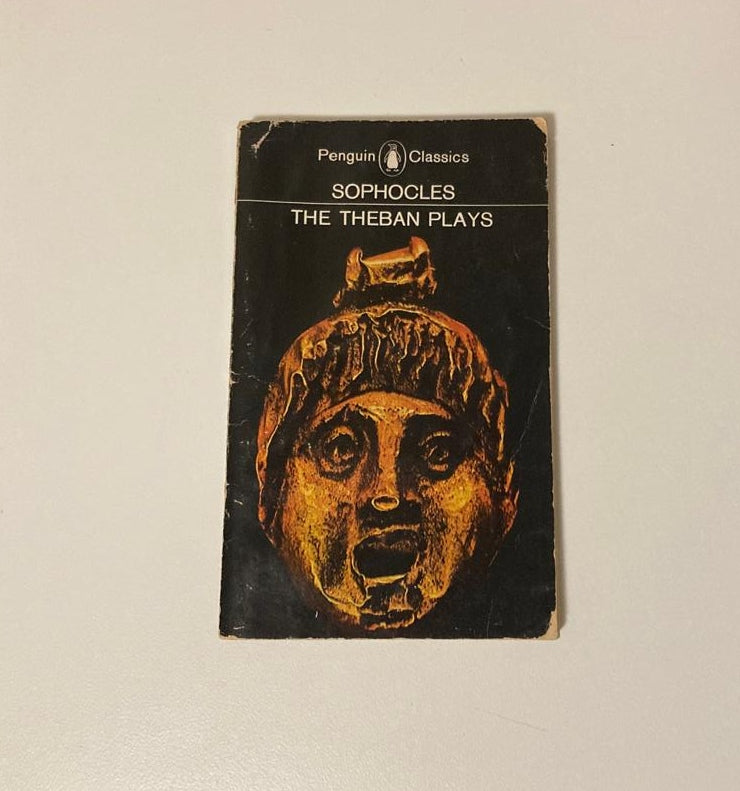 Penguin Classics
SOPHOCLES
THE THEBAN PLAYS